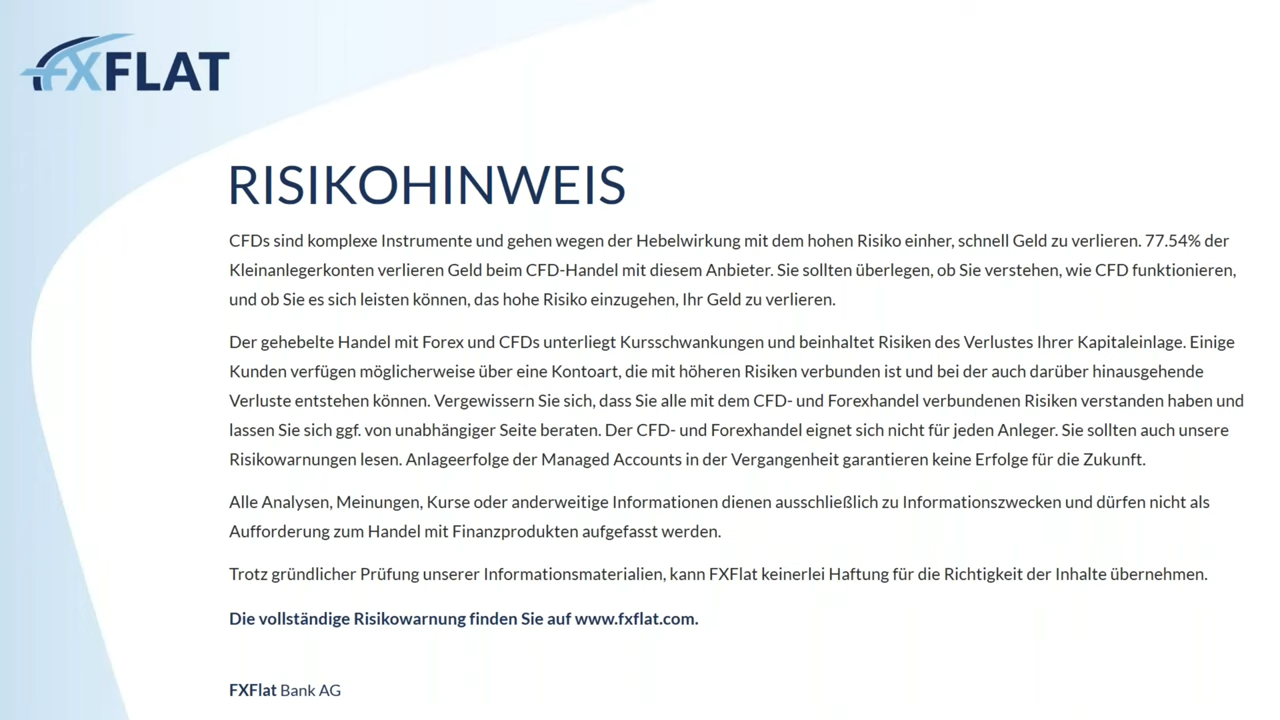 FXFLAT
RISIKOHINWEIS
CFDs sind komplexe Instrumente und gehen wegen der Hebelwirkung mit dem hohen Risiko einher, schnell Geld zu verlieren. 77.54% der
Kleinanlegerkonten verlieren Geld beim CFD-Handel mit diesem Anbieter. Sie sollten überlegen, ob Sie verstehen, wie CFD funktionieren,
und ob Sie es sich leisten können, das hohe Risiko einzugehen, Ihr Geld zu verlieren.
Der gehebelte Handel mit Forex und CFDs unterliegt Kursschwankungen und beinhaltet Risiken des Verlustes Ihrer Kapitaleinlage. Einige
Kunden verfügen möglicherweise über eine Kontoart, die mit höheren Risiken verbunden ist und bei der auch darüber hinausgehende
Verluste entstehen können. Vergewissern Sie sich, dass Sie alle mit dem CFD- und Forexhandel verbundenen Risiken verstanden haben und
lassen Sie sich ggf. von unabhängiger Seite beraten. Der CFD- und Forexhandel eignet sich nicht für jeden Anleger. Sie sollten auch unsere
Risikowarnungen lesen. Anlageerfolge der Managed Accounts in der Vergangenheit garantieren keine Erfolge für die Zukunft.
Alle Analysen, Meinungen, Kurse oder anderweitige Informationen dienen ausschließlich zu Informationszwecken und dürfen nicht als
Aufforderung zum Handel mit Finanzprodukten aufgefasst werden.
Trotz gründlicher Prüfung unserer Informationsmaterialien, kann FXFlat keinerlei Haftung für die Richtigkeit der Inhalte übernehmen.
Die vollständige Risikowarnung finden Sie auf www.fxflat.com.
FXFlat Bank AG